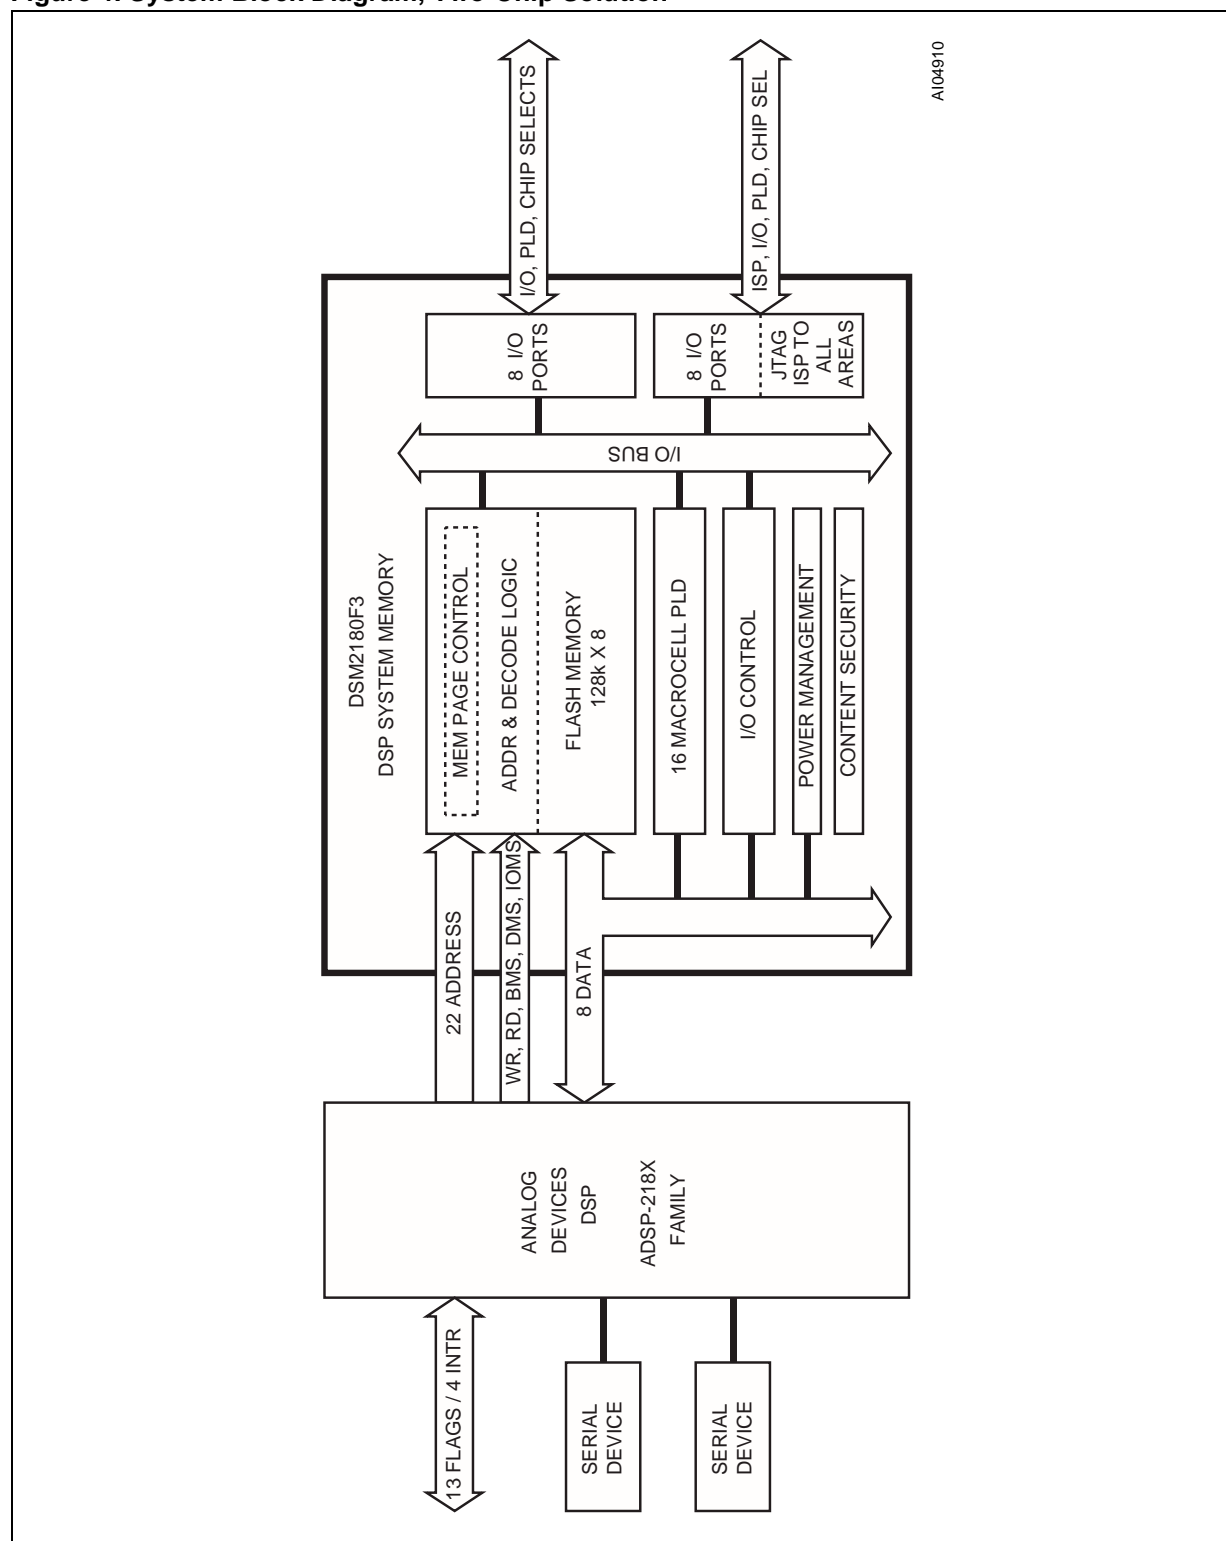 Figure System Block Diagram, Chip Solution
13 FLAGS / 4 INTR
SERIAL
DEVICE
SERIAL
DEVICE
ANALOG
DEVICES
DSP
ADSP-218X
FAMILY
22 ADDRESS
WR, RD, BMS, DMS, IOMS
8 DATA
DSM2180F3
DSP SYSTEM MEMORY
MEM PAGE CONTROL
ADDR & DECODE LOGIC
FLASH MEMORY
128k X 8
16 MACROCELL PLD
I/O CONTROL
POWER MANAGEMENT
CONTENT SECURITY
I/O BUS
8 I/O
PORTS
8 I/O
PORTS
JTAG
ISP TO
ALL
AREAS
I/O, PLD, CHIP SELECTS
ISP, I/O, PLD, CHIP SEL
AI04910